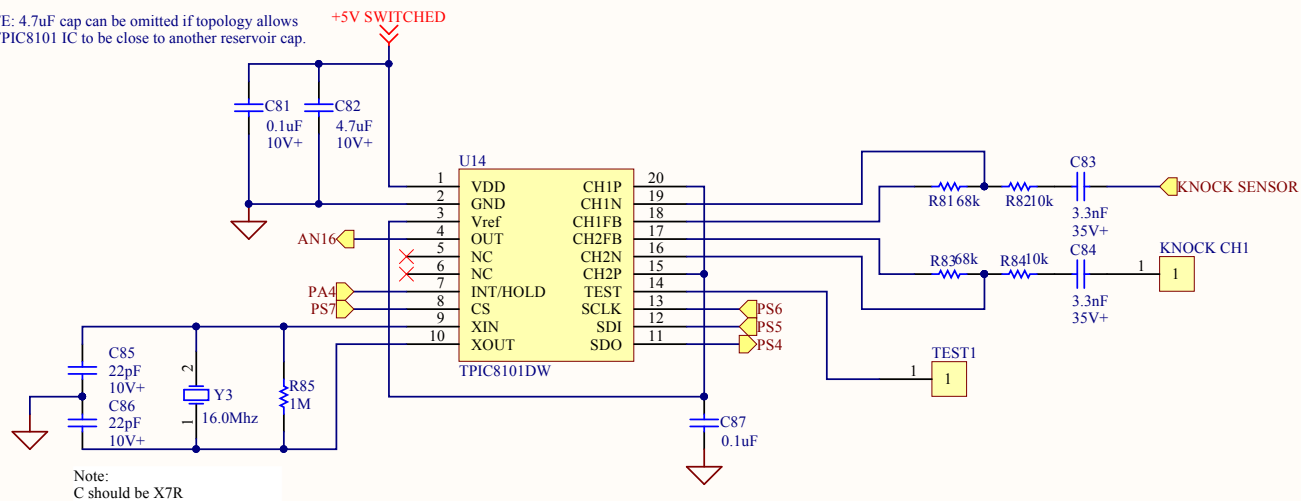 E: 4.7uF cap can be omitted if topology allows
PIC8101 IC to be close to another reservoir cap.
+5V SWITCHED
C81
0.1uF
10V+
C82
4.7uF
10V+
U14
1 VDD
2 GND
3 Vref
4 OUT
5 NC
6 NC
7 INT/HOLD
8 CS
9 XIN
10 XOUT
CH1P 20
CH1N 19
CH1FB 18
CH2FB 17
CH2N 16
CH2P 15
TEST 14
SCLK 13
SDI 12
SDO 11
TPIC8101DW
AN16
PA4
PS7
PS6
PS5
PS4
R81 68k
R82 10k
C83
3.3nF
35V+
KNOCK SENSOR
R83 68k
R84 10k
C84
3.3nF
35V+
KNOCK CH1
1
1
TEST1
1
1
C85
22pF
10V+
C86
22pF
10V+
2
Y3
1
16.0Mhz
R85
1M
C87
0.1uF
Note:
C should be X7R